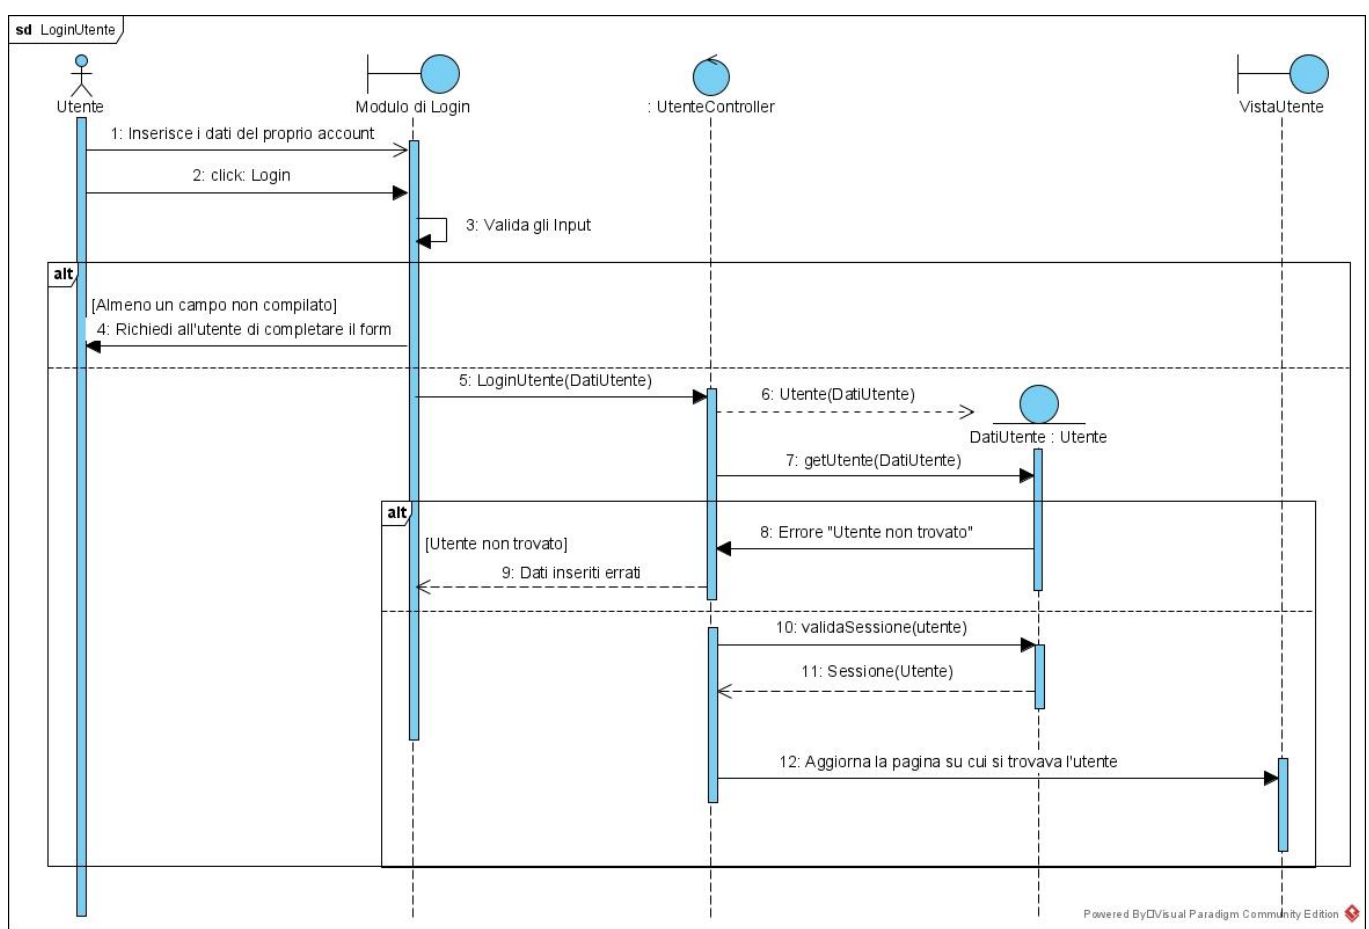 sd LoginUtente
Utente
Modulo di Login
: UtenteController
VistaUtente
1: Inserisce i dati del proprio account
2: click: Login
3: Valida gli Input
alt
[Almeno un campo non compilato]
4: Richiedi all'utente di completare il form
5: LoginUtente(DatiUtente)
6: Utente(DatiUtente)
DatiUtente : Utente
7: getUtente(DatiUtente)
alt
8: Errore "Utente non trovato"
[Utente non trovato]
9: Dati inseriti errati
10: validaSessione(utente)
11: Sessione(Utente)
12: Aggiorna la pagina su cui si trovava l'utente
Powered By Visual Paradigm Community Edition